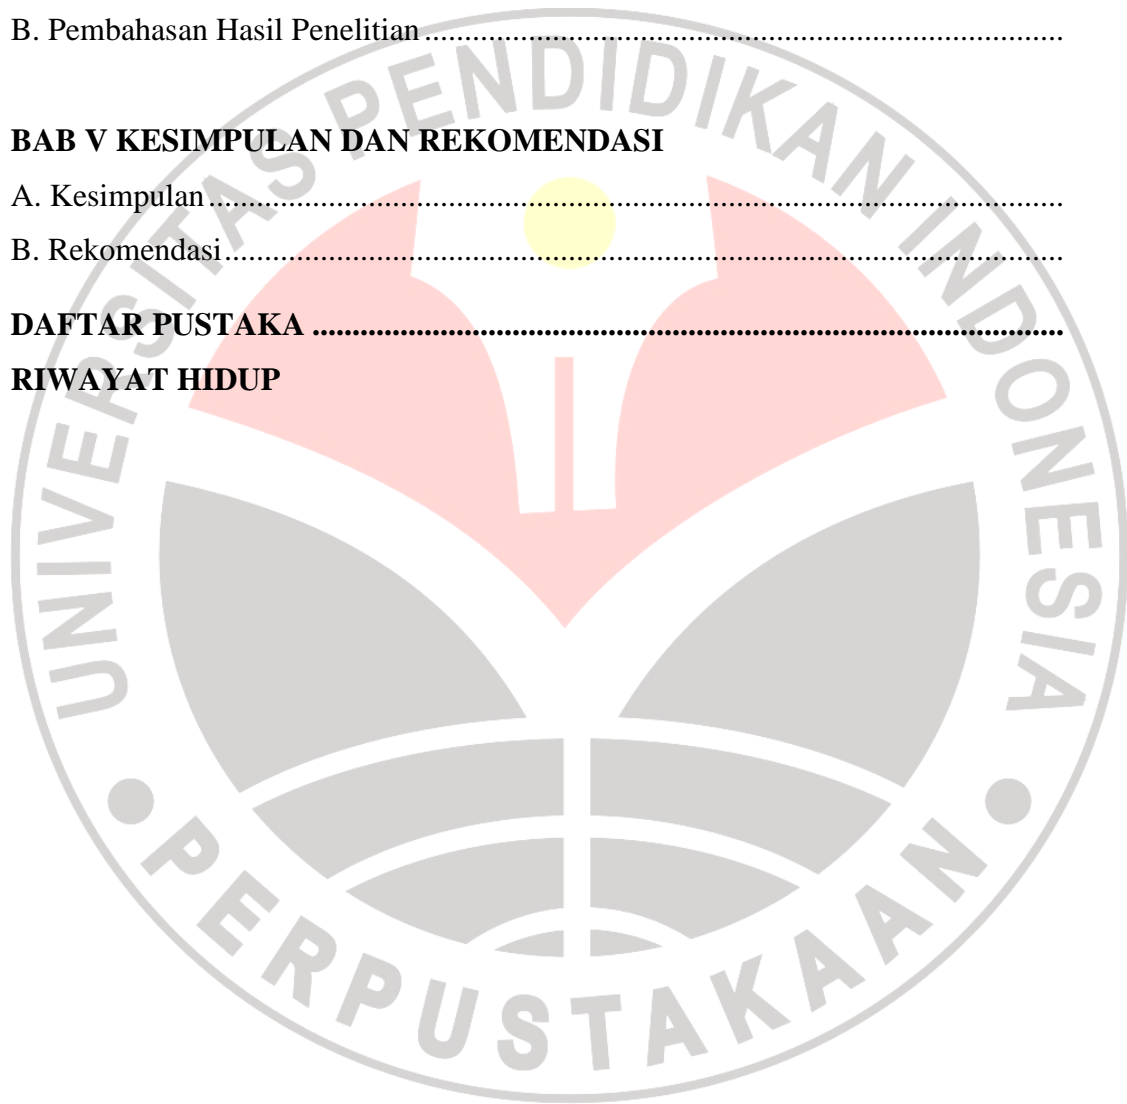 B. Pembahasan Hasil Penelitian................................................................................
BAB V KESIMPULAN DAN REKOMENDASI
A. Kesimpulan..........................................................................................................
B. Rekomendasi........................................................................................................
DAFTAR PUSTAKA ..............................................................................................
RIWAYAT HIDUP
UNIVERSITAS PENDIDIKAN INDONESIA
PERPUSTAKAAN